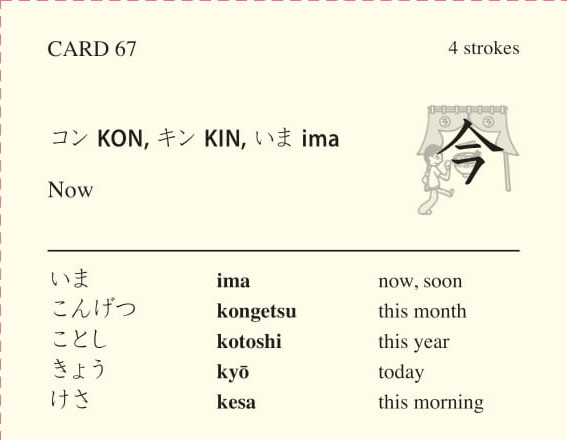 CARD 67 4 strokes
コン KON, キン KIN, いま ima
今
Now
いま ima now, soon
こんげつ kongetsu this month
ことし kotoshi this year
きょう kyō today
けさ kesa this morning